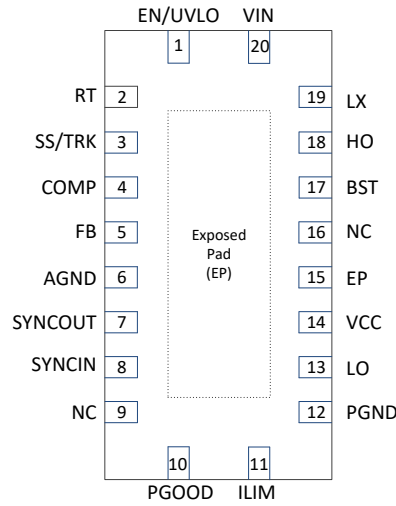 EN/UVLO VIN
1 20
RT 2 19 LX
SS/TRK 3 18 HO
COMP 4 17 BST
FB 5 16 NC
Exposed
Pad
(EP)
AGND 6 15 EP
SYNCOUT 7 14 VCC
SYNCIN 8 13 LO
NC 9 12 PGND
10 11
PGOOD ILIM